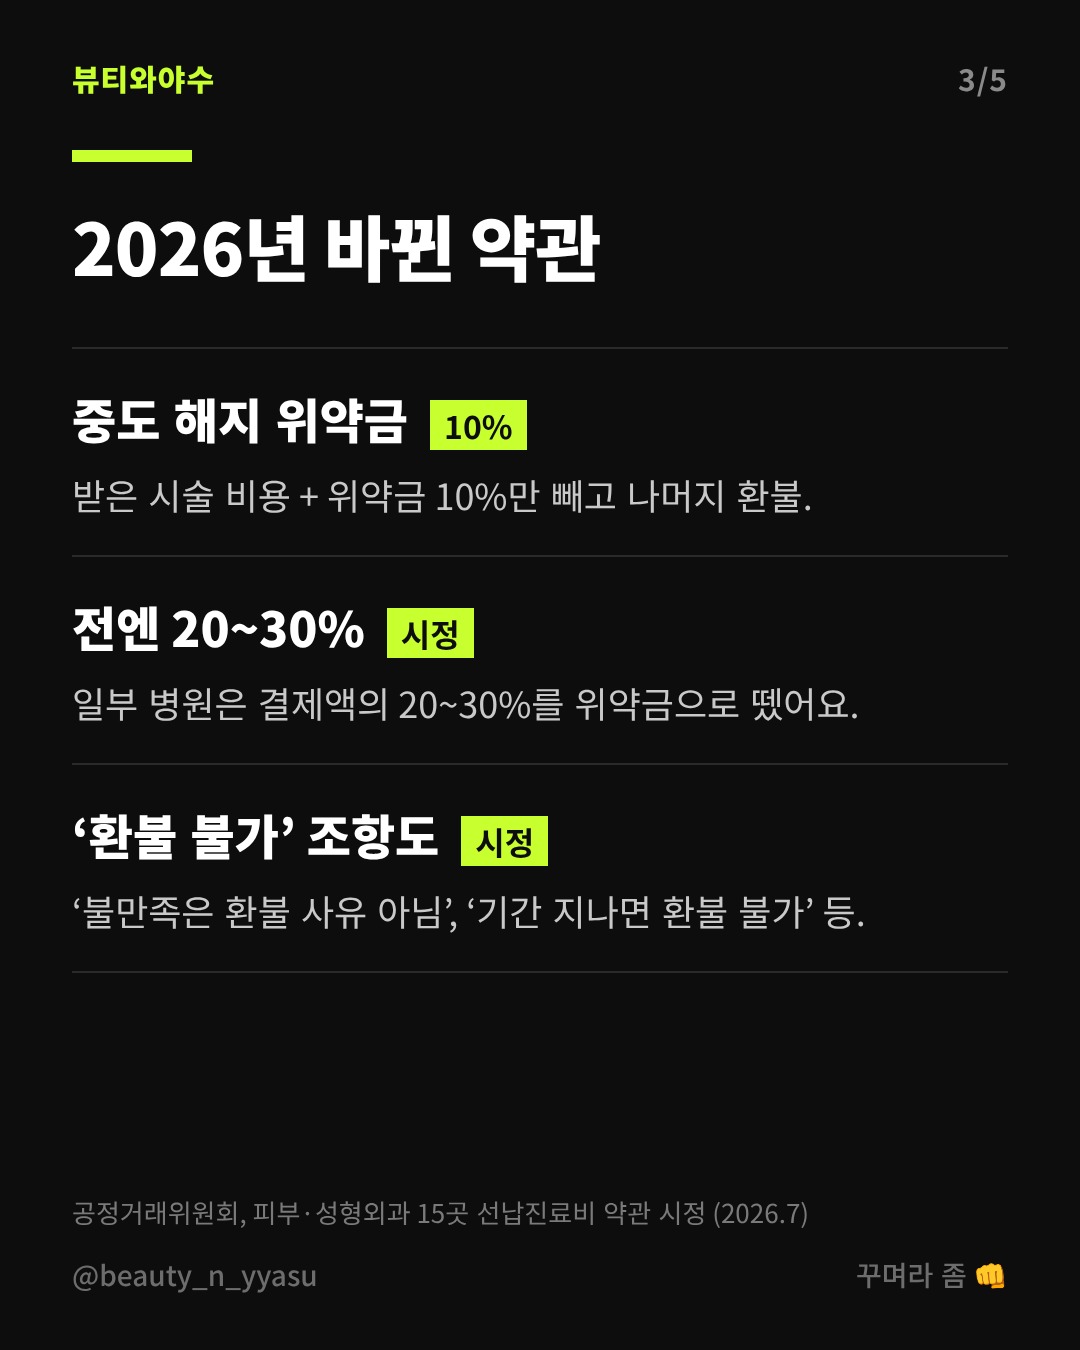 뷰티와야수
3/5
2026년 바뀐 약관
중도 해지 위약금 10%
받은 시술 비용 + 위약금 10%만 빼고 나머지 환불.
전엔 20~30% 시정
일부 병원은 결제액의 20~30%를 위약금으로 뗐어요.
‘환불 불가’ 조항도 시정
‘불만족은 환불 사유 아님’, ‘기간 지나면 환불 불가’ 등.
공정거래위원회, 피부·성형외과 15곳 선납진료비 약관 시정 (2026.7)
@beauty_n_yyasu
꾸며라 좀 👊